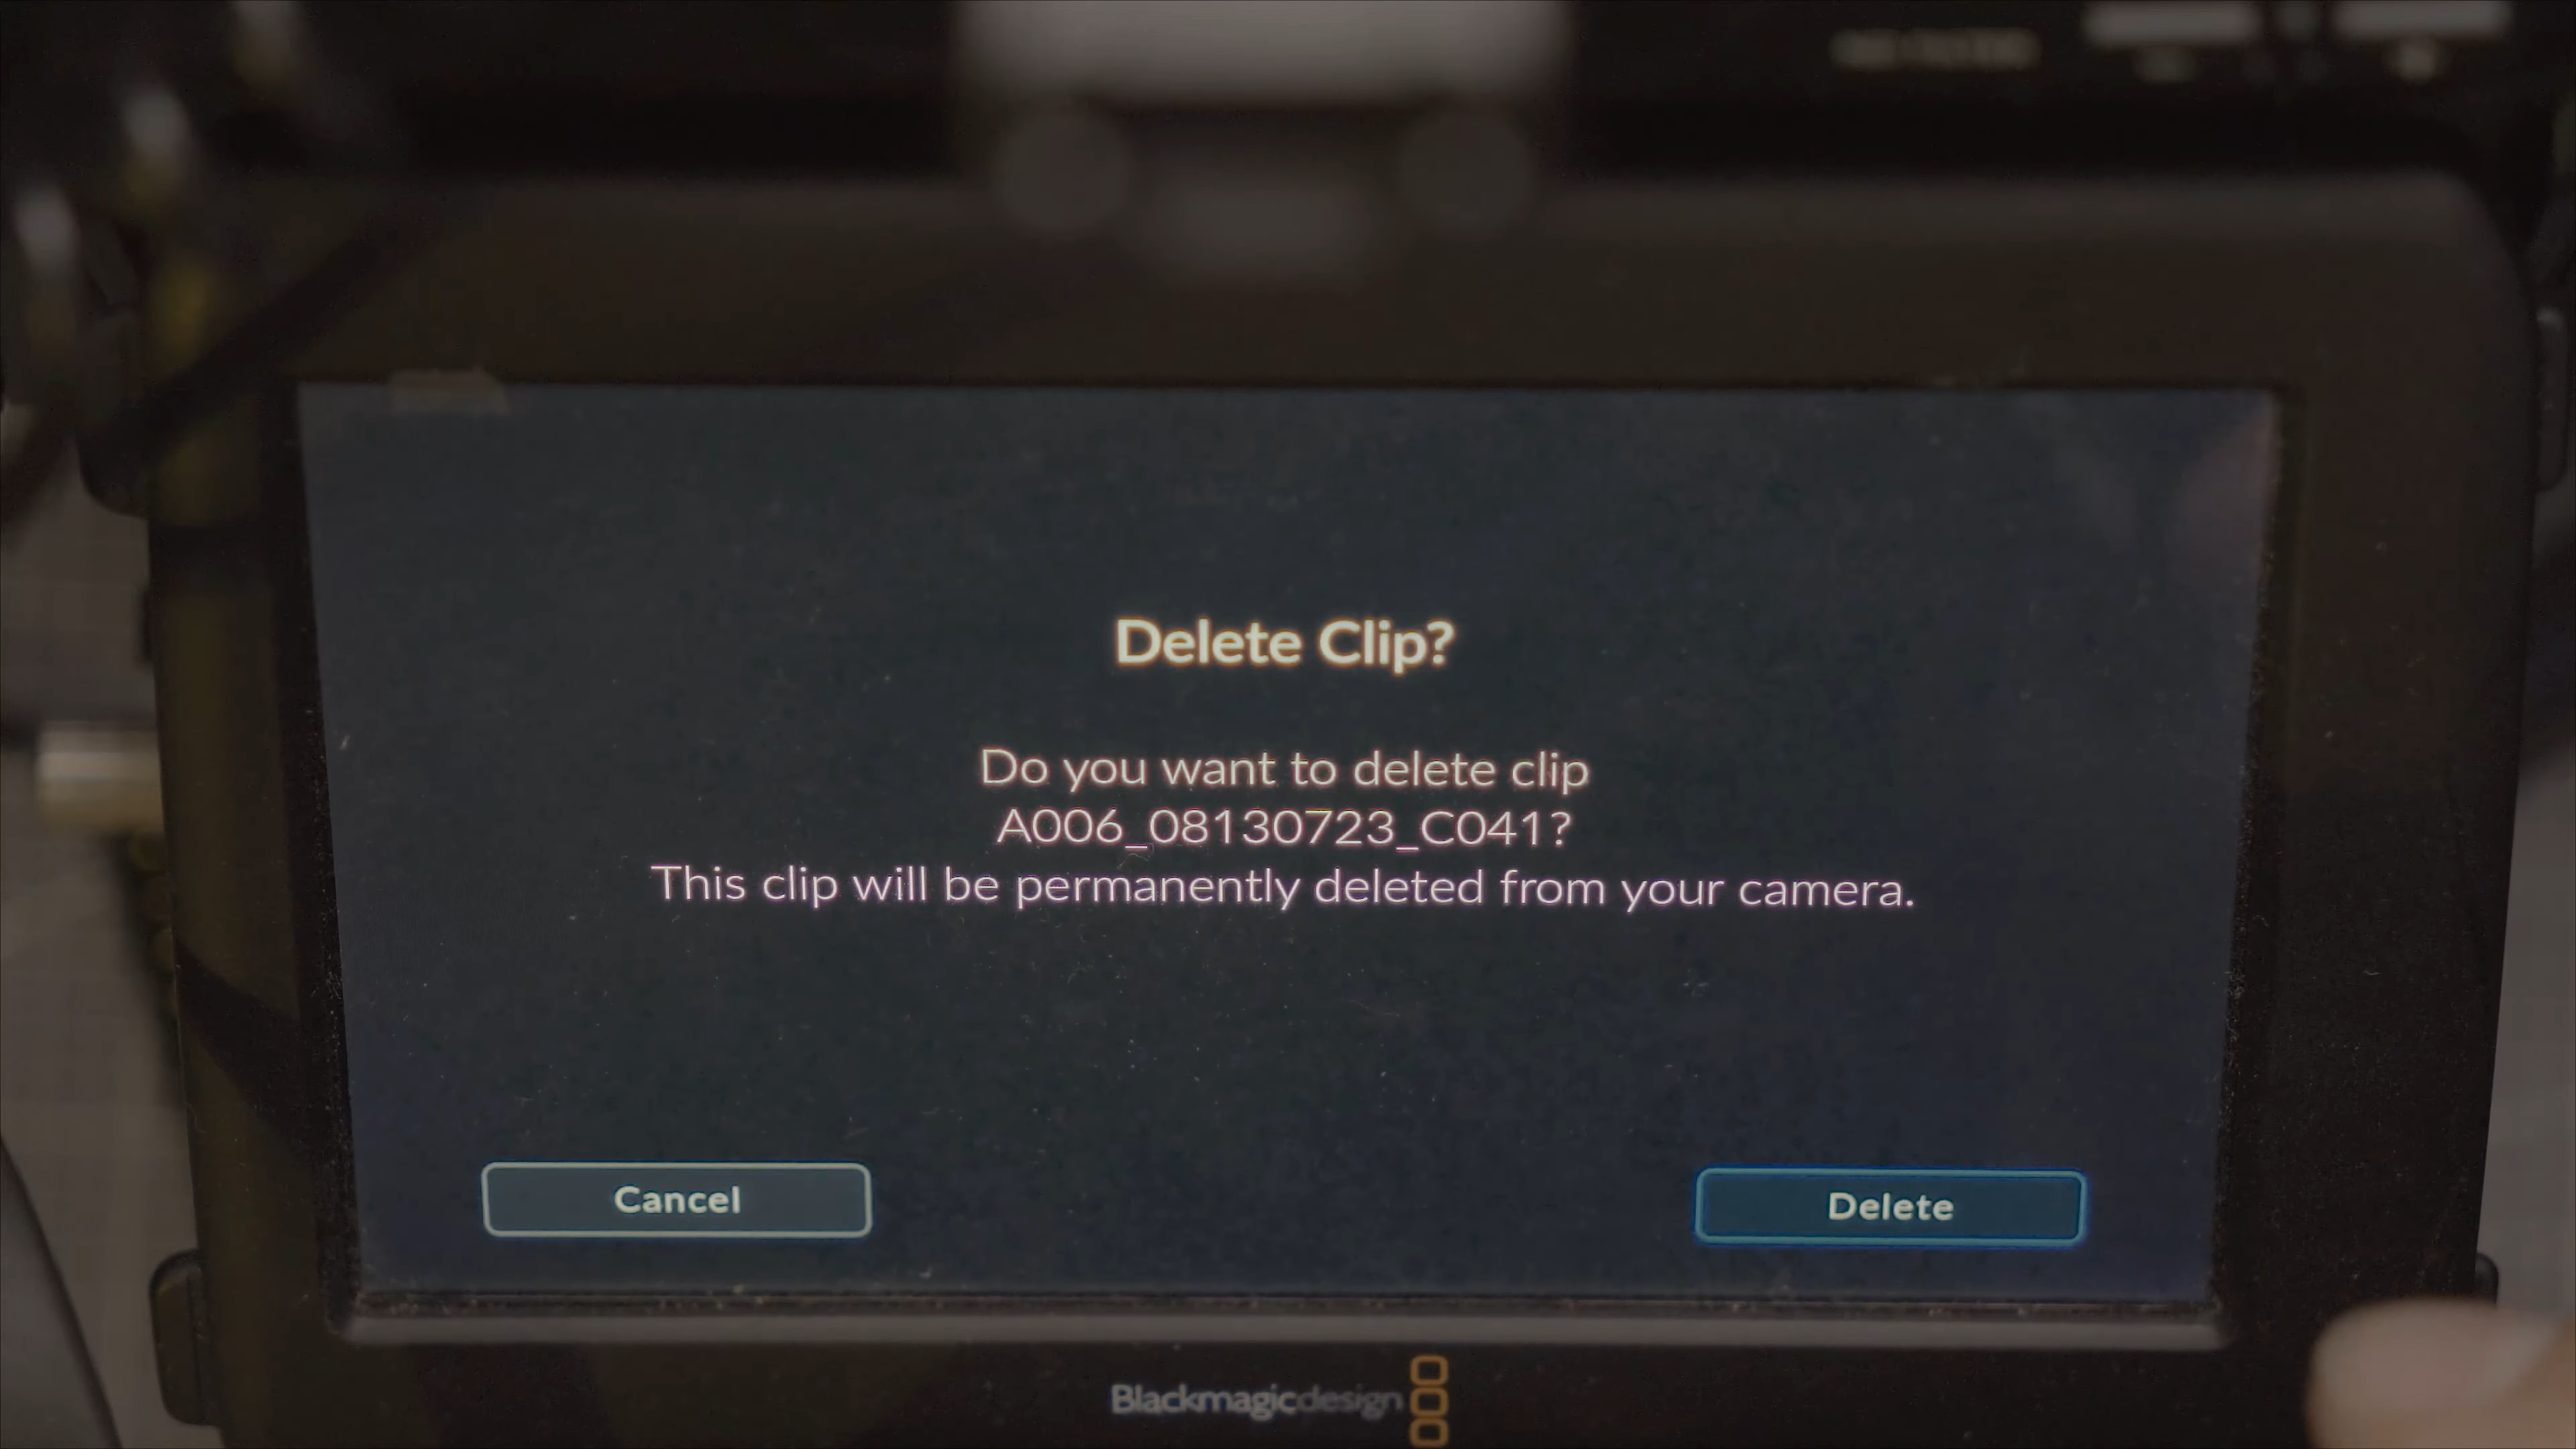 Delete Clip?
Do you want to delete clip
A006_08130723_C041?
This clip will be permanently deleted from your camera.
Cancel
Delete
Blackmagicdesign